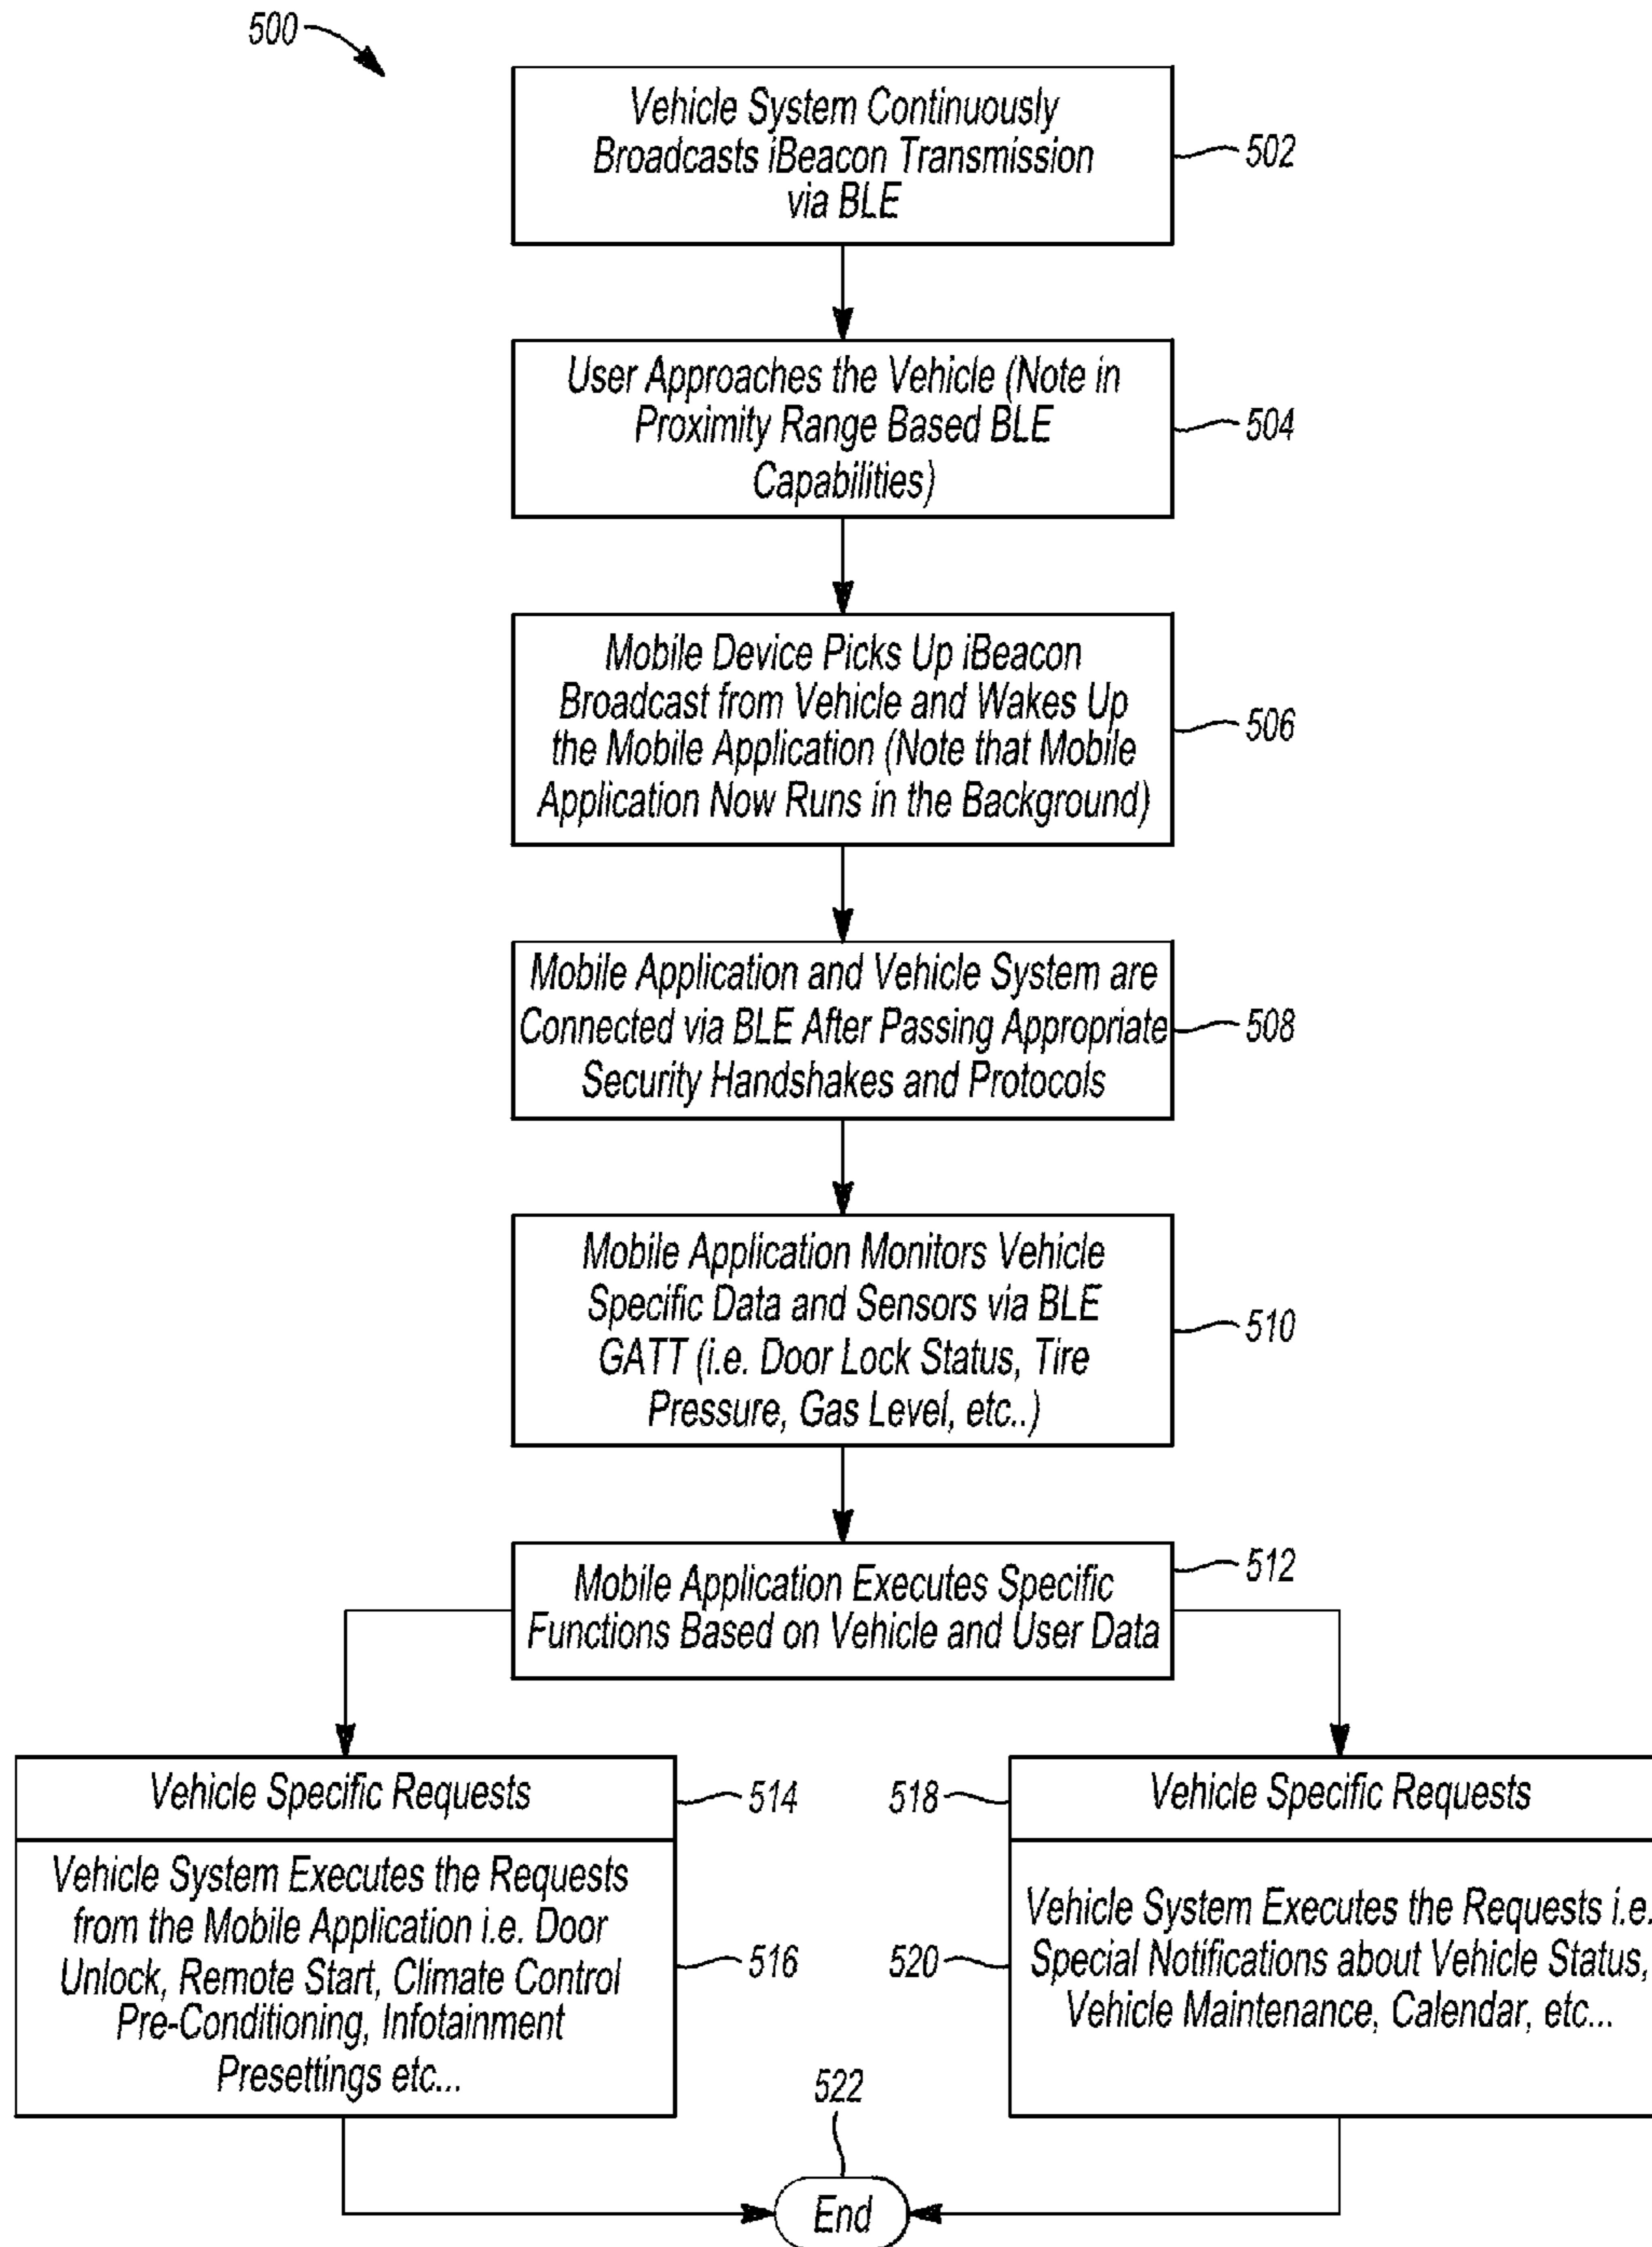 500
Vehicle System Continuously
Broadcasts iBeacon Transmission
via BLE
502
User Approaches the Vehicle (Note in
Proximity Range Based BLE
Capabilities)
504
Mobile Device Picks Up iBeacon
Broadcast from Vehicle and Wakes Up
the Mobile Application (Note that Mobile
Application Now Runs in the Background)
506
Mobile Application and Vehicle System are
Connected via BLE After Passing Appropriate
Security Handshakes and Protocols
508
Mobile Application Monitors Vehicle
Specific Data and Sensors via BLE
GATT (i.e. Door Lock Status, Tire
Pressure, Gas Level, etc..)
510
Mobile Application Executes Specific
Functions Based on Vehicle and User Data
512
Vehicle Specific Requests
514
Vehicle System Executes the Requests
from the Mobile Application i.e. Door
Unlock, Remote Start, Climate Control
Pre-Conditioning, Infotainment
Presettings etc...
516
518
Vehicle Specific Requests
520
Vehicle System Executes the Requests i.e.
Special Notifications about Vehicle Status,
Vehicle Maintenance, Calendar, etc...
522
End